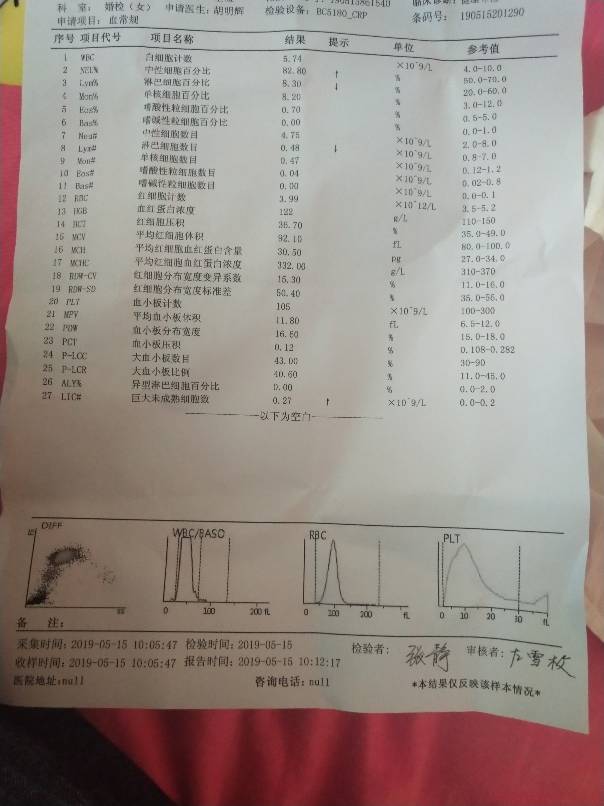 科 室： 婚检（女） 申请医生：胡明辉 检验设备：BC5180_CRP 条码号：190515201290
申请项目：血常规
序号 项目代号 项目名称 结果 提示 单位 参考值
1 WBC 白细胞计数 5.74 ×10^9/L 4.0-10.0
2 NEU% 中性细胞百分比 82.80 ↑ % 50.0-70.0
3 Lym% 淋巴细胞百分比 8.30 ↓ % 20.0-60.0
4 Mon% 单核细胞百分比 8.20 % 3.0-12.0
5 Eos% 嗜酸性粒细胞百分比 0.70 % 0.5-5.0
6 Bas% 嗜碱性粒细胞百分比 0.00 % 0.0-1.0
7 Neu# 中性细胞数目 4.75 ×10^9/L 2.0-8.0
8 Lym# 淋巴细胞数目 0.48 ↓ ×10^9/L 0.8-7.0
9 Mon# 单核细胞数目 0.47 ×10^9/L 0.12-1.2
10 Eos# 嗜酸性粒细胞数目 0.04 ×10^9/L 0.02-0.8
11 Bas# 嗜碱性粒细胞数目 0.00 ×10^9/L 0.0-0.1
12 RBC 红细胞计数 3.99 ×10^12/L 3.5-5.2
13 HGB 血红蛋白浓度 122 g/L 110-150
14 HCT 红细胞压积 36.70 % 35.0-49.0
15 MCV 平均红细胞体积 92.10 fL 80.0-100.0
16 MCH 平均红细胞血红蛋白含量 30.50 pg 27.0-34.0
17 MCHC 平均红细胞血红蛋白浓度 332.00 g/L 310-370
18 RDW-CV 红细胞分布宽度变异系数 15.30 % 11.0-16.0
19 RDW-SD 红细胞分布宽度标准差 50.40 % 35.0-56.0
20 PLT 血小板计数 105 ×10^9/L 100-300
21 MPV 平均血小板体积 11.80 fL 6.5-12.0
22 PDW 血小板分布宽度 16.60 % 15.0-18.0
23 PCT 血小板压积 0.12 % 0.108-0.282
24 P-LCC 大血小板数目 43.00 % 30-90
25 P-LCR 大血小板比例 40.60 % 11.0-45.0
26 ALY% 异型淋巴细胞百分比 0.00 % 0.0-2.0
27 LIC# 巨大未成熟细胞数 0.27 ↑ ×10^9/L 0.0-0.2
以下为空白
DIFF WBC/BASO RBC PLT
0 100 200 fL 0 100 200 fL 0 10 20 30 fL
备 注：
采集时间：2019-05-15 10:05:47 检验时间：2019-05-15 检验者：张静 审核者：左雪枚
收样时间：2019-05-15 10:05:47 报告时间：2019-05-15 10:12:17
医院地址：null 咨询电话：null *本结果仅反映该样本情况*